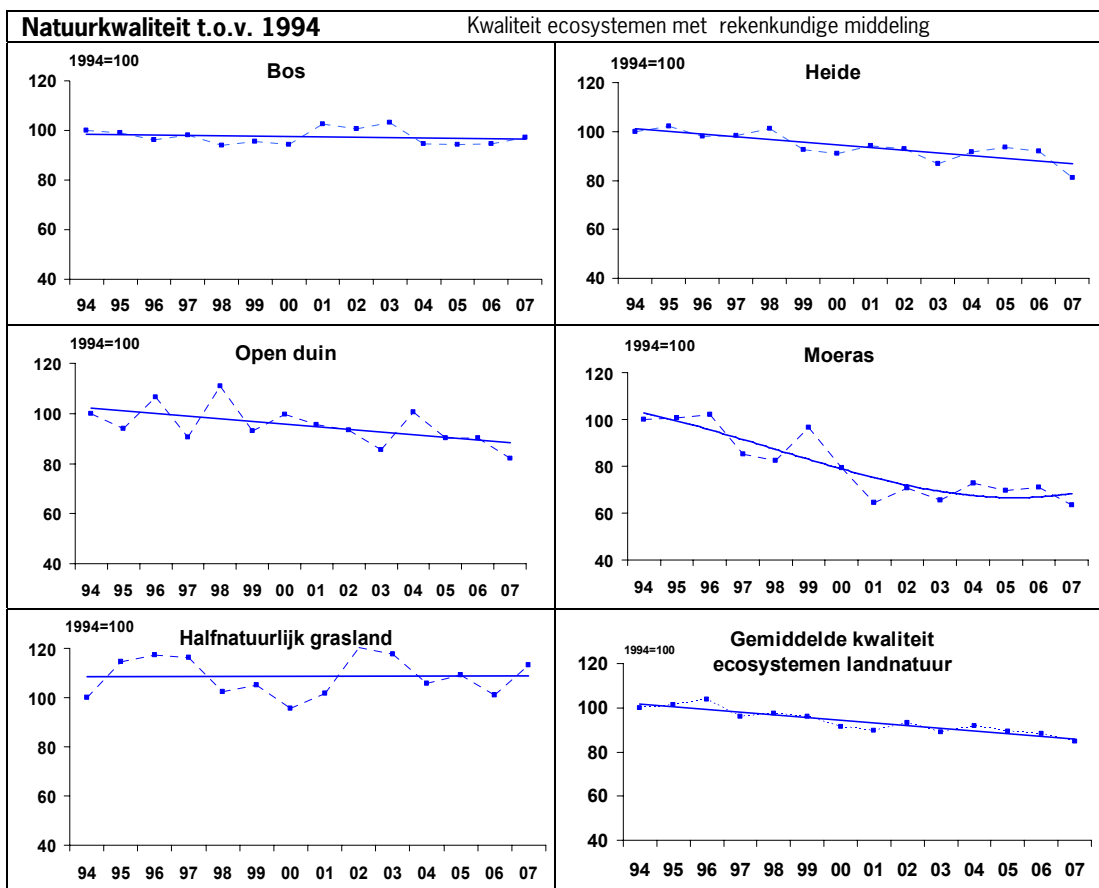 Natuurkwaliteit t.o.v. 1994
Kwaliteit ecosystemen met rekenkundige middeling
1994=100
Bos
120
100
80
60
40
94 95 96 97 98 99 00 01 02 03 04 05 06 07
1994=100
Heide
120
100
80
60
40
94 95 96 97 98 99 00 01 02 03 04 05 06 07
1994=100
Open duin
120
100
80
60
40
94 95 96 97 98 99 00 01 02 03 04 05 06 07
1994=100
Moeras
120
100
80
60
40
94 95 96 97 98 99 00 01 02 03 04 05 06 07
1994=100
Halfnatuurlijk grasland
120
100
80
60
40
94 95 96 97 98 99 00 01 02 03 04 05 06 07
1994=100
Gemiddelde kwaliteit
ecosystemen landnatuur
120
100
80
60
40
94 95 96 97 98 99 00 01 02 03 04 05 06 07